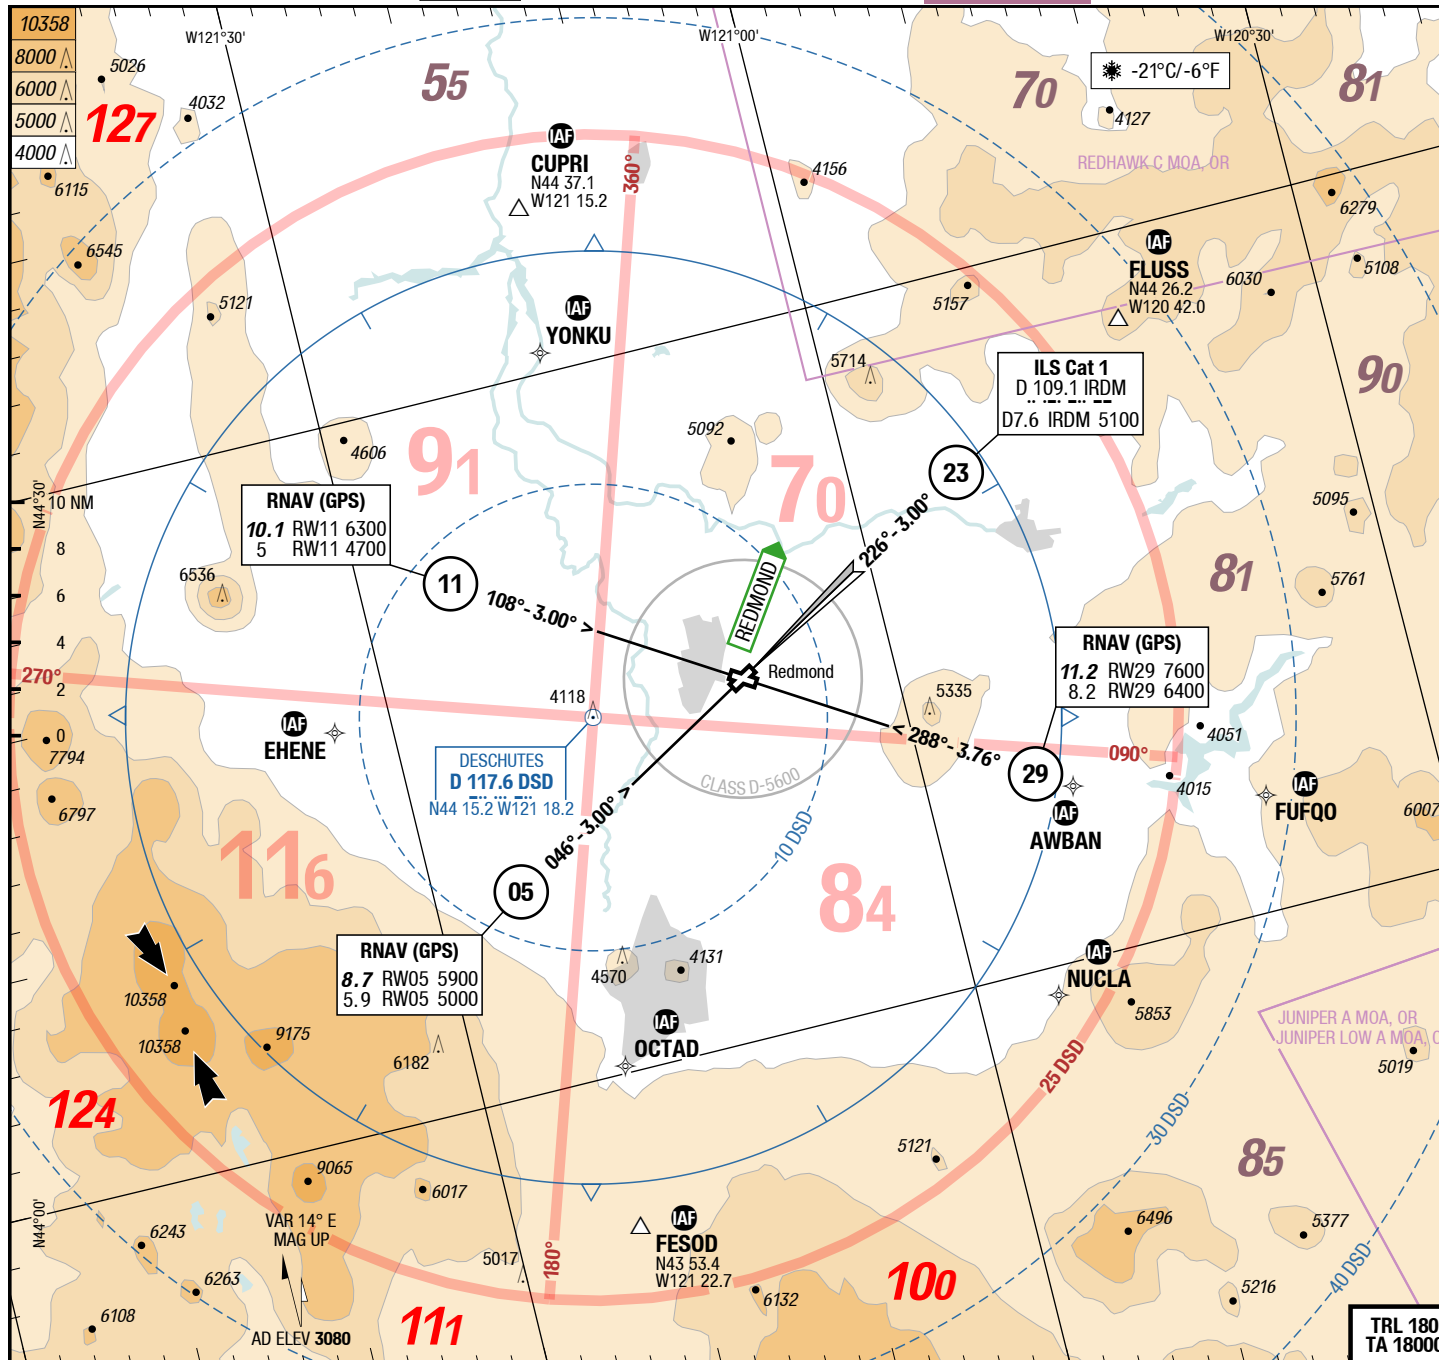 10358
8000
6000
5000
4000
W121°30'
W121°00'
W120°30'
5026
4032
127
55
70
-21°C/-6°F
81
4127
REDHAWK C MOA, OR
IAF
CUPRI
N44 37.1
W121 15.2
360°
4156
6115
6545
6279
IAF
FLUSS
N44 26.2
W120 42.0
6030
5108
5157
5121
IAF
YONKU
5714
ILS Cat 1
D 109.1 IRDM
D7.6 IRDM 5100
90
5092
4606
91
70
23
226°-3.00°
N44°30'
10 NM
8
6
4
2
0
RNAV (GPS)
10.1 RW11 6300
5 RW11 4700
5095
6536
11
108°-3.00° >
REDMOND
81
5761
RNAV (GPS)
11.2 RW29 7600
8.2 RW29 6400
Redmond
270°
4118
5335
4051
IAF
EHENE
7794
DESCHUTES
D 117.6 DSD
N44 15.2 W121 18.2
< 288°-3.76°
29
090°
4015
CLASS D-5600
IAF
FUFQO
6007
6797
046°-3.00° >
10 DSD
IAF
AWBAN
116
05
84
RNAV (GPS)
8.7 RW05 5900
5.9 RW05 5000
4570
4131
IAF
NUCLA
10358
5853
10358
9175
6182
IAF
OCTAD
JUNIPER A MOA, OR
JUNIPER LOW A MOA, O
5019
25 DSD
124
30 DSD
5121
85
9065
6017
N44°00'
VAR 14° E
MAG UP
6243
6263
6108
AD ELEV 3080
5017
180°
IAF
FESOD
N43 53.4
W121 22.7
6132
111
100
6496
5377
5216
40 DSD
TRL 180
TA 18000